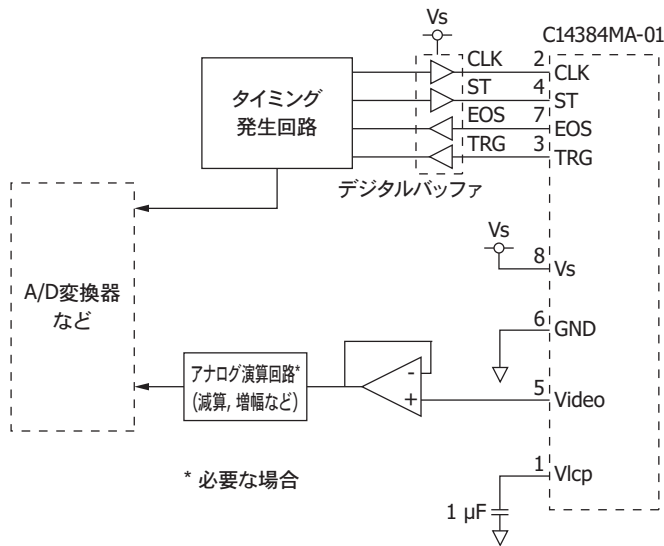 Vs
C14384MA-01
CLK
2
CLK
ST
4
ST
EOS
7
EOS
TRG
3
TRG
タイミング
発生回路
デジタルバッファ
A/D変換器
など
Vs
8
Vs
6
GND
アナログ演算回路*
(減算, 増幅など)
-
+
5
Video
* 必要な場合
1
Vlcp
1 µF